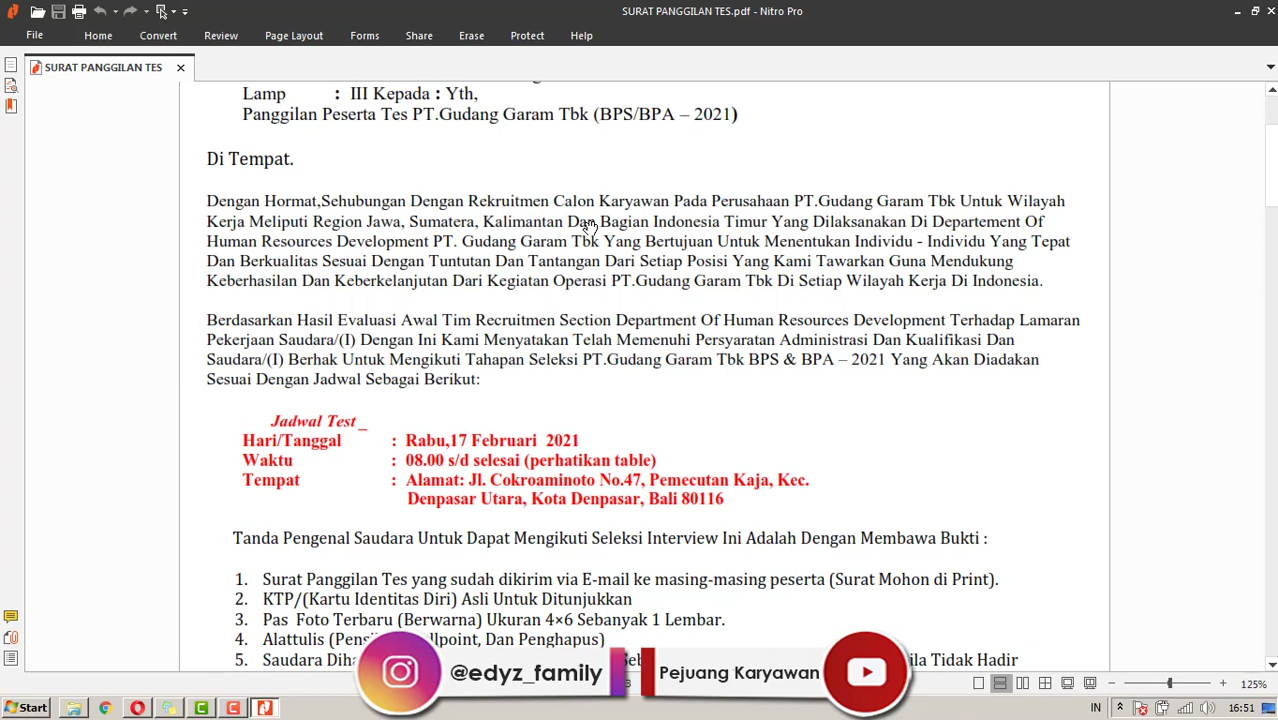 SURAT PANGGILAN TES.pdf - Nitro Pro
File Home Convert Review Page Layout Forms Share Erase Protect Help
SURAT PANGGILAN TES
Lamp : III Kepada : Yth,
Panggilan Peserta Tes PT.Gudang Garam Tbk (BPS/BPA – 2021)
Di Tempat.
Dengan Hormat,Sehubungan Dengan Rekruitmen Calon Karyawan Pada Perusahaan PT.Gudang Garam Tbk Untuk Wilayah
Kerja Meliputi Region Jawa, Sumatera, Kalimantan Dan Bagian Indonesia Timur Yang Dilaksanakan Di Departement Of
Human Resources Development PT. Gudang Garam Tbk Yang Bertujuan Untuk Menentukan Individu - Individu Yang Tepat
Dan Berkualitas Sesuai Dengan Tuntutan Dan Tantangan Dari Setiap Posisi Yang Kami Tawarkan Guna Mendukung
Keberhasilan Dan Keberkelanjutan Dari Kegiatan Operasi PT.Gudang Garam Tbk Di Setiap Wilayah Kerja Di Indonesia.
Berdasarkan Hasil Evaluasi Awal Tim Recruitmen Section Department Of Human Resources Development Terhadap Lamaran
Pekerjaan Saudara/(I) Dengan Ini Kami Menyatakan Telah Memenuhi Persyaratan Administrasi Dan Kualifikasi Dan
Saudara/(I) Berhak Untuk Mengikuti Tahapan Seleksi PT.Gudang Garam Tbk BPS & BPA – 2021 Yang Akan Diadakan
Sesuai Dengan Jadwal Sebagai Berikut:
Jadwal Test _
Hari/Tanggal : Rabu,17 Februari 2021
Waktu : 08.00 s/d selesai (perhatikan table)
Tempat : Alamat: Jl. Cokroaminoto No.47, Pemecutan Kaja, Kec.
Denpasar Utara, Kota Denpasar, Bali 80116
Tanda Pengenal Saudara Untuk Dapat Mengikuti Seleksi Interview Ini Adalah Dengan Membawa Bukti :
1. Surat Panggilan Tes yang sudah dikirim via E-mail ke masing-masing peserta (Surat Mohon di Print).
2. KTP/(Kartu Identitas Diri) Asli Untuk Ditunjukkan
3. Pas Foto Terbaru (Berwarna) Ukuran 4×6 Sebanyak 1 Lembar.
4. Alattulis Dan Penghapus)
5. Saudara Tidak Hadir
@edyz_family Pejuang Karyawan
125%
Start IN 16:51